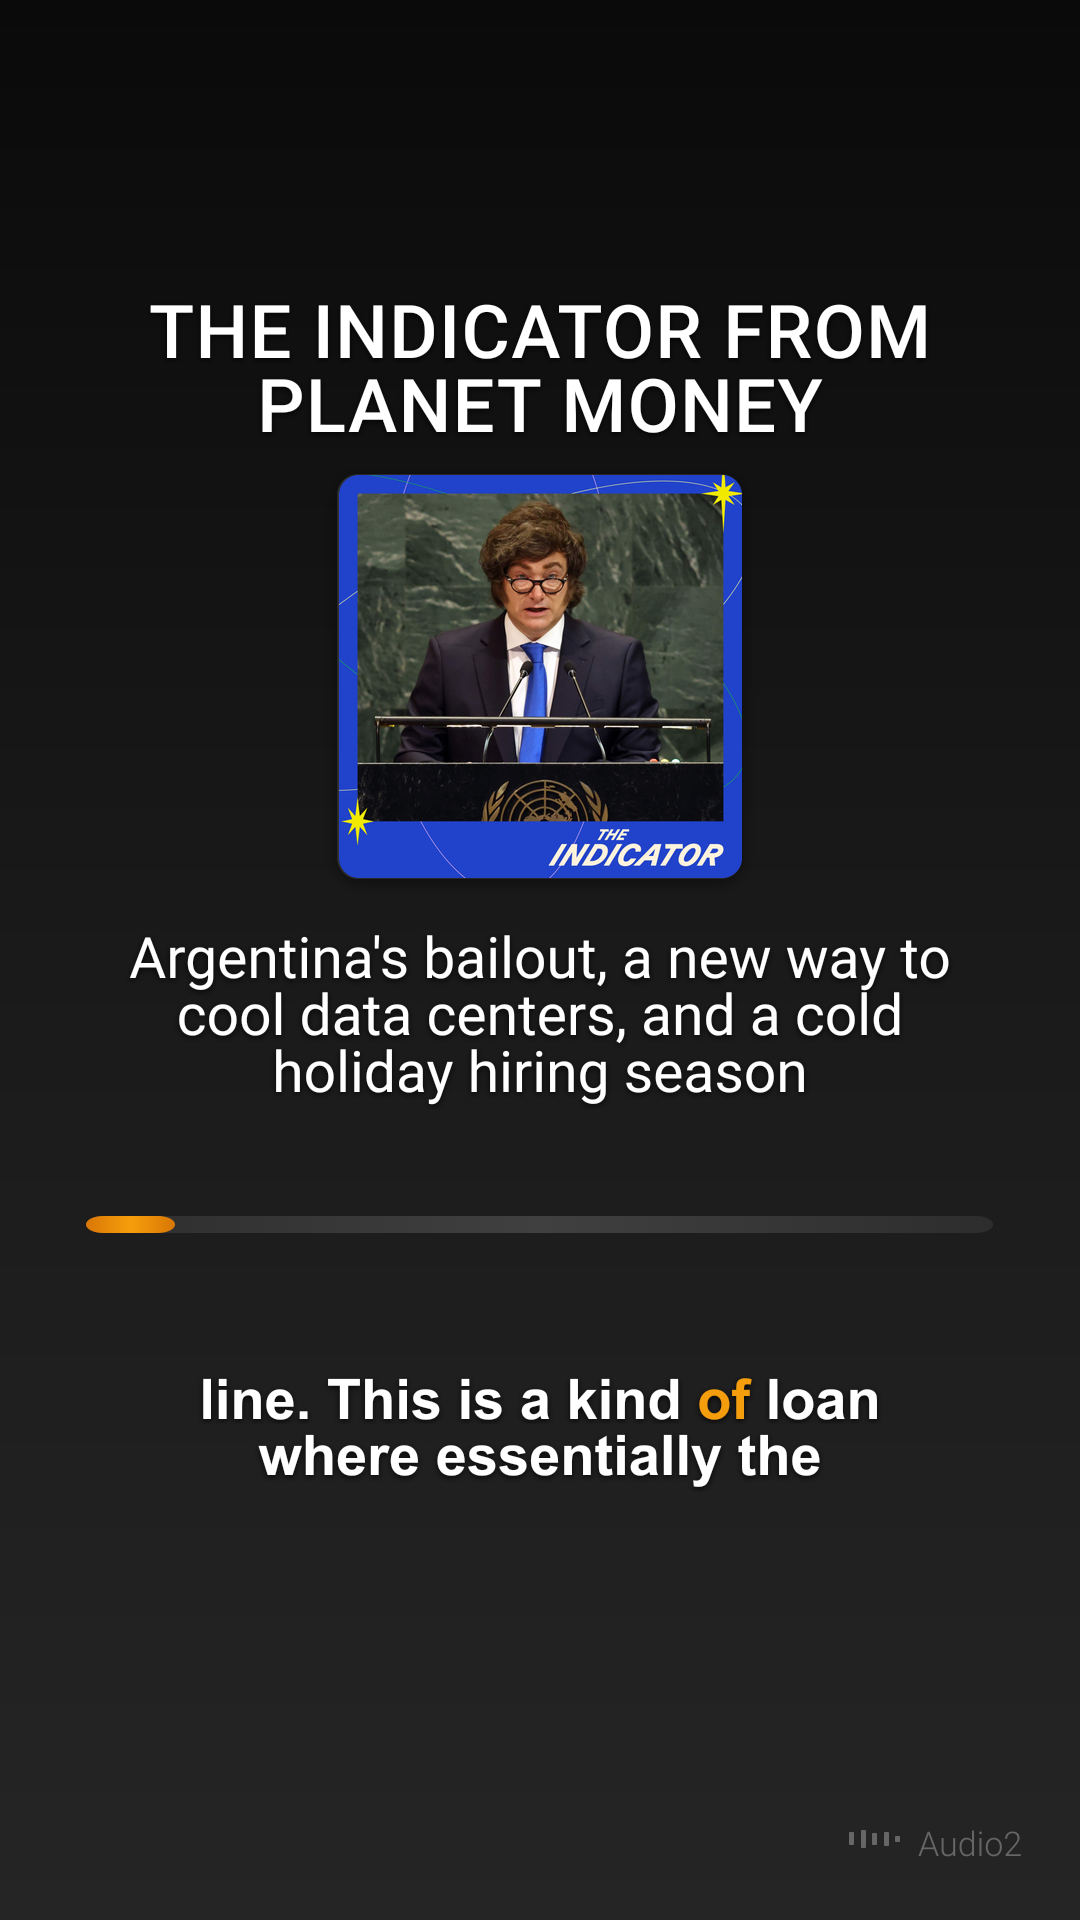 THE INDICATOR FROM
PLANET MONEY
THE
INDICATOR
Argentina's bailout, a new way to
cool data centers, and a cold
holiday hiring season
line. This is a kind of loan
where essentially the
Audio2